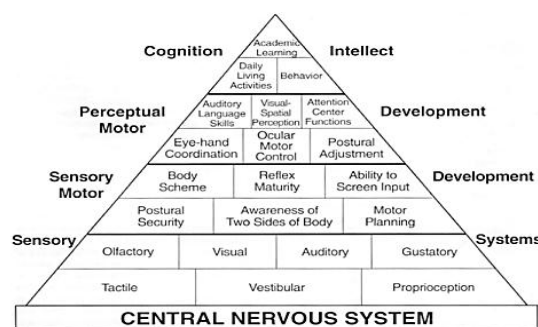 Cognition
Intellect
Academic
Learning
Daily
Living
Activities
Behavior
Perceptual
Motor
Development
Auditory
Language
Skills
Visual-
Spatial
Perception
Attention
Center
Functions
Eye-hand
Coordination
Ocular
Motor
Control
Postural
Adjustment
Sensory
Motor
Development
Body
Scheme
Reflex
Maturity
Ability to
Screen Input
Postural
Security
Awareness of
Two Sides of Body
Motor
Planning
Sensory
Systems
Olfactory
Visual
Auditory
Gustatory
Tactile
Vestibular
Proprioception
CENTRAL NERVOUS SYSTEM